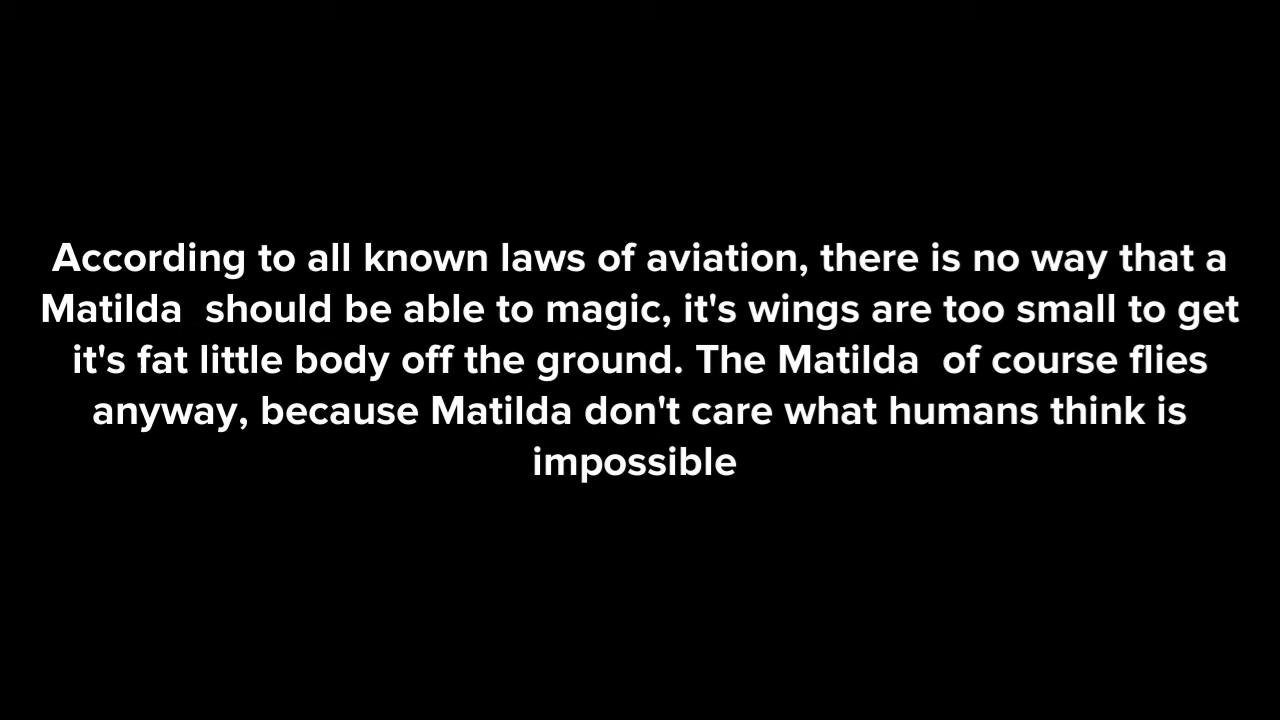 According to all known laws of aviation, there is no way that a
Matilda  should be able to magic, it's wings are too small to get
it's fat little body off the ground. The Matilda  of course flies
anyway, because Matilda don't care what humans think is
impossible